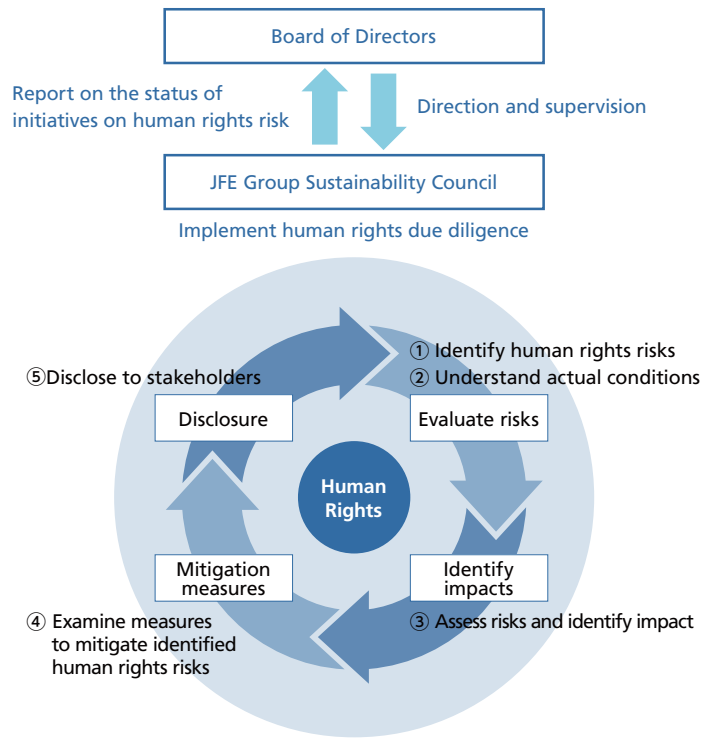 Board of Directors
Report on the status of
initiatives on human rights risk
Direction and supervision
JFE Group Sustainability Council
Implement human rights due diligence
① Identify human rights risks
② Understand actual conditions
Evaluate risks
⑤Disclose to stakeholders
Disclosure
Human
Rights
Identify
impacts
③ Assess risks and identify impact
Mitigation
measures
④ Examine measures
to mitigate identified
human rights risks